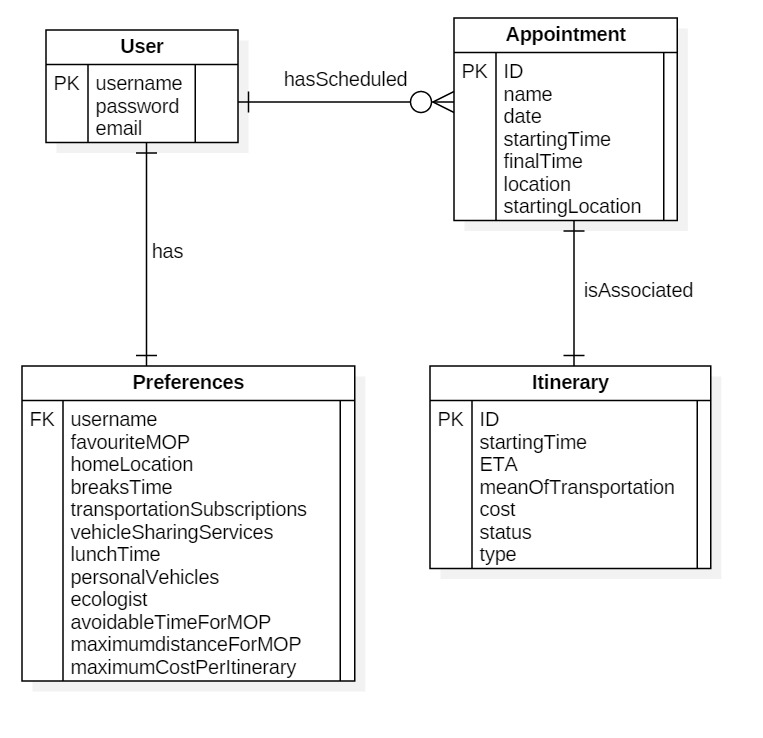 User
PK username
password
email
hasScheduled
Appointment
PK ID
name
date
startingTime
finalTime
location
startingLocation
has
isAssociated
Preferences
FK username
favouriteMOP
homeLocation
breaksTime
transportationSubscriptions
vehicleSharingServices
lunchTime
personalVehicles
ecologist
avoidableTimeForMOP
maximumdistanceForMOP
maximumCostPerItinerary
Itinerary
PK ID
startingTime
ETA
meanOfTransportation
cost
status
type